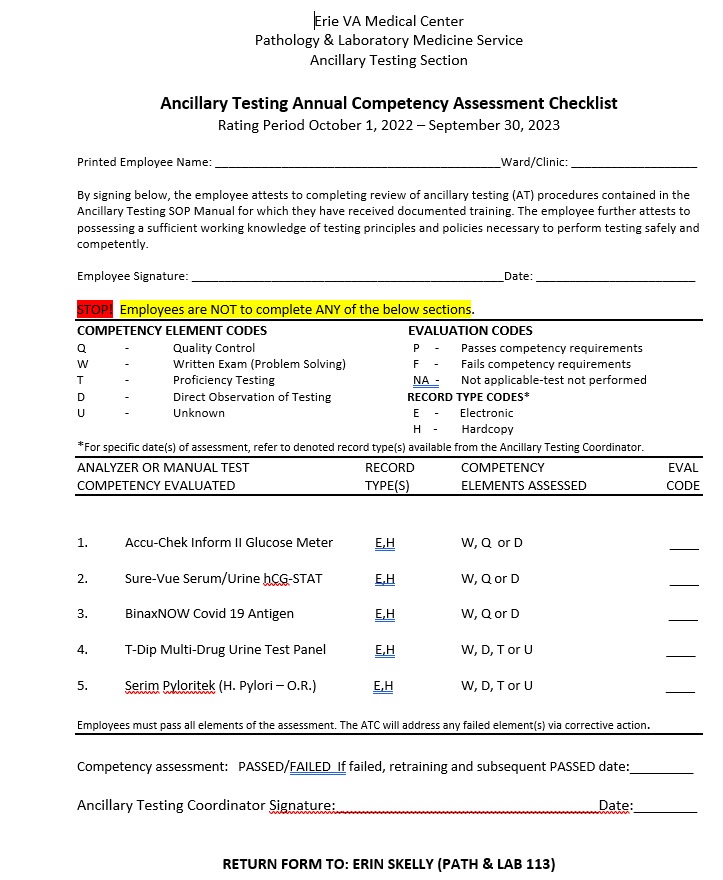 Erie VA Medical Center
Pathology & Laboratory Medicine Service
Ancillary Testing Section
Ancillary Testing Annual Competency Assessment Checklist
Rating Period October 1, 2022 – September 30, 2023
Printed Employee Name: ____________________________________________Ward/Clinic: ___________________
By signing below, the employee attests to completing review of ancillary testing (AT) procedures contained in the
Ancillary Testing SOP Manual for which they have received documented training. The employee further attests to
possessing a sufficient working knowledge of testing principles and policies necessary to perform testing safely and
competently.
Employee Signature: ________________________________________________Date: ________________________
STOP! Employees are NOT to complete ANY of the below sections.
COMPETENCY ELEMENT CODES EVALUATION CODES
Q - Quality Control P - Passes competency requirements
W - Written Exam (Problem Solving) F - Fails competency requirements
T - Proficiency Testing NA - Not applicable-test not performed
D - Direct Observation of Testing RECORD TYPE CODES*
U - Unknown E - Electronic
H - Hardcopy
*For specific date(s) of assessment, refer to denoted record type(s) available from the Ancillary Testing Coordinator.
ANALYZER OR MANUAL TEST RECORD COMPETENCY EVAL
COMPETENCY EVALUATED TYPE(S) ELEMENTS ASSESSED CODE
1. Accu-Chek Inform II Glucose Meter E,H W, Q or D ____
2. Sure-Vue Serum/Urine hCG-STAT E,H W, Q or D ____
3. BinaxNOW Covid 19 Antigen E,H W, Q or D ____
4. T-Dip Multi-Drug Urine Test Panel E,H W, D, T or U ____
5. Serim Pyloritek (H. Pylori – O.R.) E,H W, D, T or U ____
Employees must pass all elements of the assessment. The ATC will address any failed element(s) via corrective action.
Competency assessment: PASSED/FAILED If failed, retraining and subsequent PASSED date:________
Ancillary Testing Coordinator Signature:__________________________________Date:________
RETURN FORM TO: ERIN SKELLY (PATH & LAB 113)